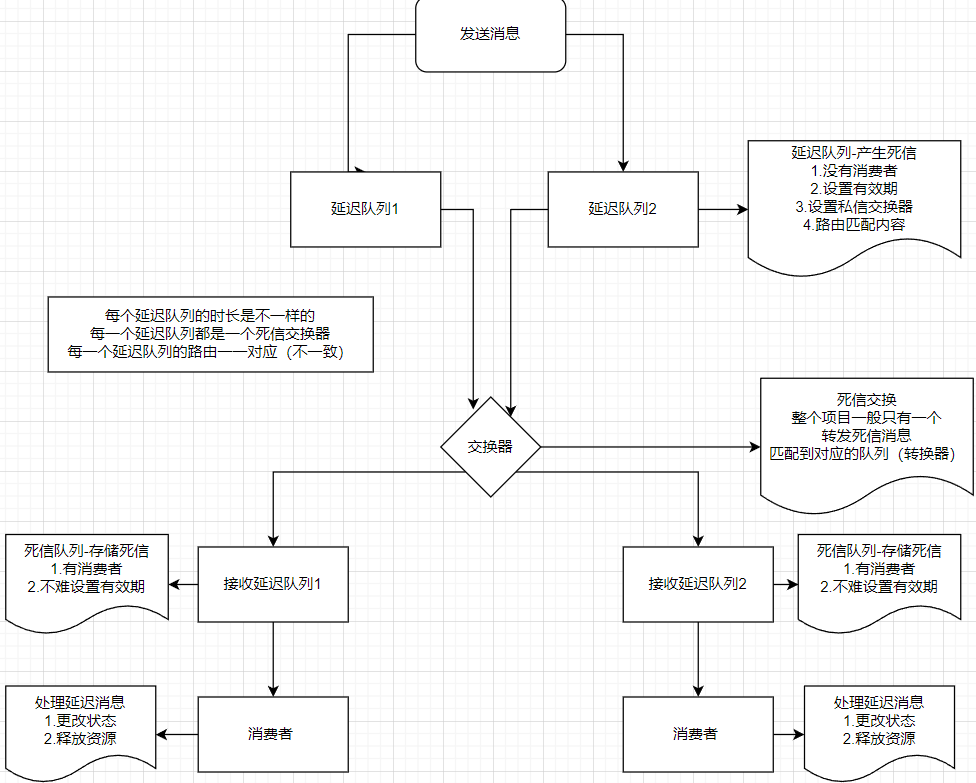 发送消息
延迟队列-产生死信
1.没有消费者
2.设置有效期
3.设置私信交换器
4.路由匹配内容
延迟队列1
延迟队列2
每个延迟队列的时长是不一样的
每一个延迟队列都是一个死信交换器
每一个延迟队列的路由一一对应（不一致）
死信交换
整个项目一般只有一个
转发死信消息
匹配到对应的队列（转换器）
交换器
死信队列-存储死信
1.有消费者
2.不难设置有效期
接收延迟队列1
接收延迟队列2
死信队列-存储死信
1.有消费者
2.不难设置有效期
处理延迟消息
1.更改状态
2.释放资源
消费者
消费者
处理延迟消息
1.更改状态
2.释放资源